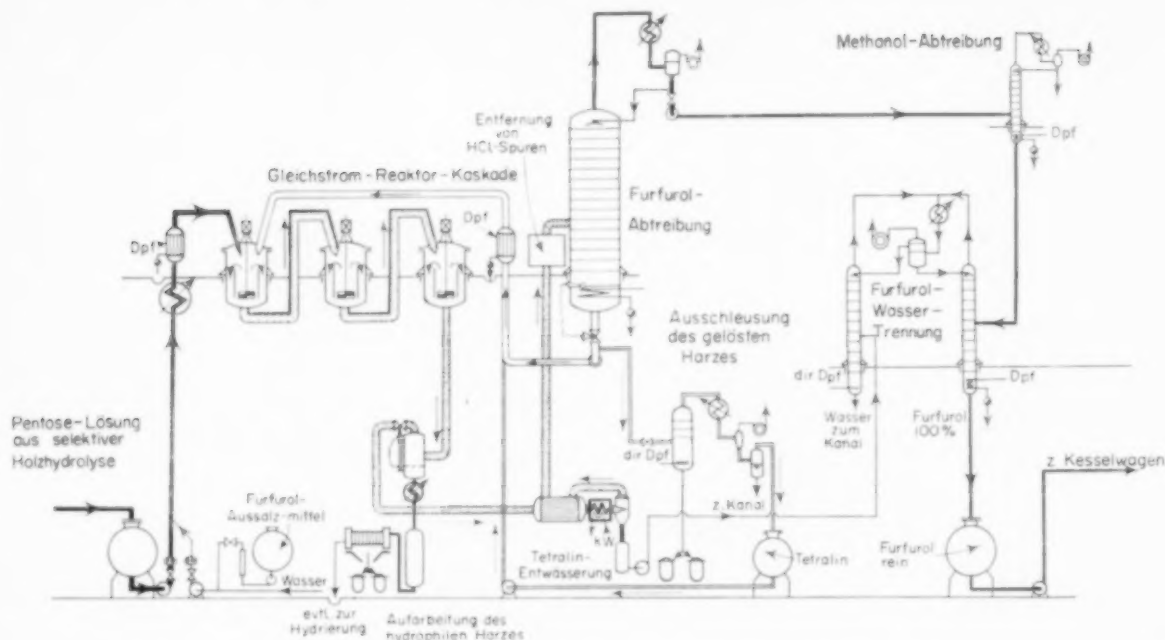 Methanol-Abtreibung
Entfernung
von
HCl-Spuren
Dpf
Gleichstrom-Reaktor-Kaskade
Furfurol-
Abtreibung
Dpf
Dpf
Ausschleusung
des gelösten
Harzes
Furfurol-
Wasser-
Trennung
dir. Dpf
Dpf
Pentose-Lösung
aus selektiver
Holzhydrolyse
Wasser
zum
Kanal
Furfurol
100%
dir Dpf
z. Kesselwagen
Furfurol-
Aussalz-mittel
z. Kanal
kW
Wasser
Tetralin-
Entwässerung
Tetralin
Furfurol
rein
evtl. zur
Hydrierung
Aufarbeitung des
hydrophilen Harzes